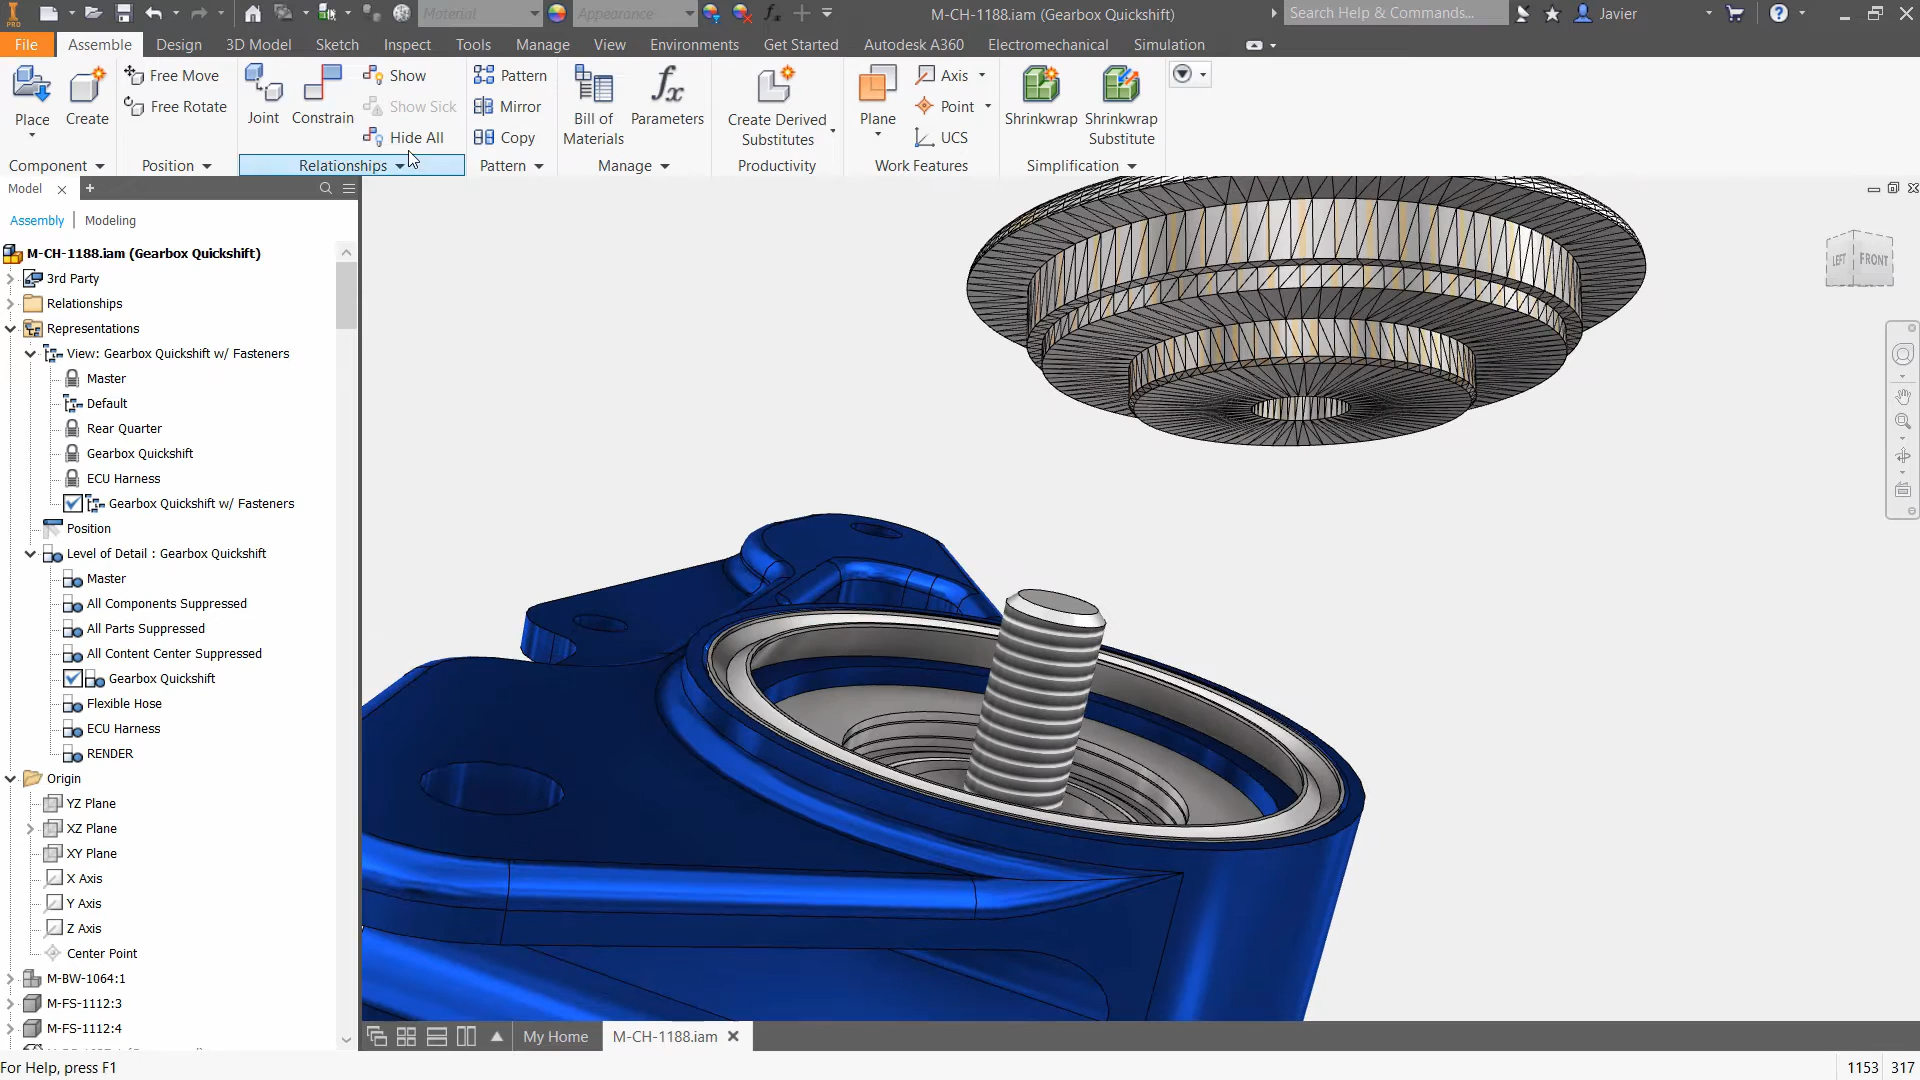 PRO
Material
Appearance
M-CH-1188.iam (Gearbox Quickshift)
Search Help & Commands...
Javier
File
Assemble
Design
3D Model
Sketch
Inspect
Tools
Manage
View
Environments
Get Started
Autodesk A360
Electromechanical
Simulation
Place
Create
Free Move
Free Rotate
Joint
Constrain
Show
Show Sick
Hide All
Pattern
Mirror
Copy
Bill of
Materials
fx
Parameters
Create Derived
Substitutes
Plane
Axis
Point
UCS
Shrinkwrap
Shrinkwrap
Substitute
Component
Position
Relationships
Pattern
Manage
Productivity
Work Features
Simplification
Model
Assembly
Modeling
M-CH-1188.iam (Gearbox Quickshift)
3rd Party
Relationships
Representations
View: Gearbox Quickshift w/ Fasteners
Master
Default
Rear Quarter
Gearbox Quickshift
ECU Harness
Gearbox Quickshift w/ Fasteners
Position
Level of Detail : Gearbox Quickshift
Master
All Components Suppressed
All Parts Suppressed
All Content Center Suppressed
Gearbox Quickshift
Flexible Hose
ECU Harness
RENDER
Origin
YZ Plane
XZ Plane
XY Plane
X Axis
Y Axis
Z Axis
Center Point
M-BW-1064:1
M-FS-1112:3
M-FS-1112:4
LEFT
FRONT
My Home
M-CH-1188.iam
For Help, press F1
1153
317